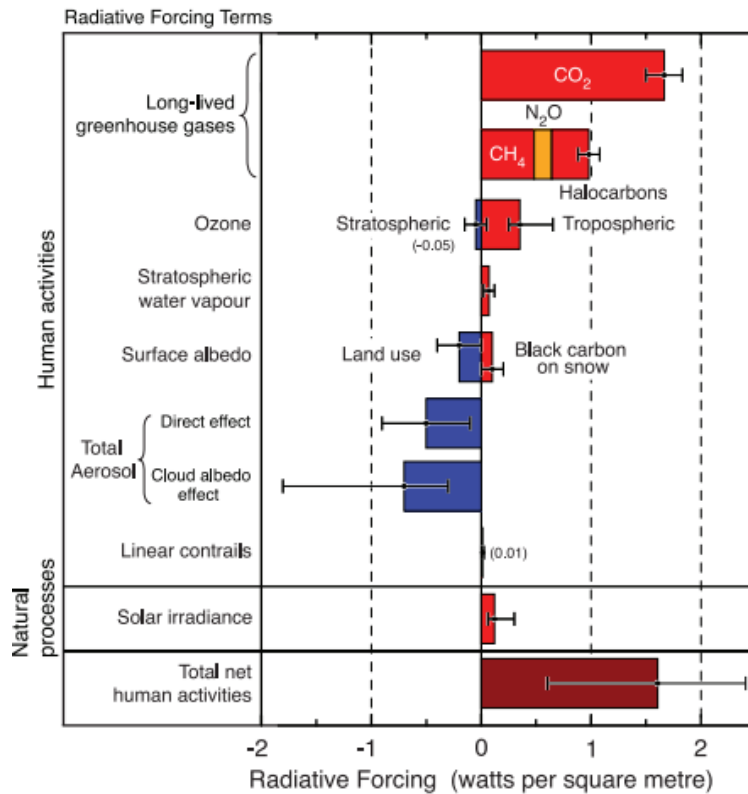 Radiative Forcing Terms
CO2
Long-lived
greenhouse gases
N2O
CH4
Halocarbons
Ozone
Stratospheric
(-0.05)
Tropospheric
Stratospheric
water vapour
Human activities
Surface albedo
Land use
Black carbon
on snow
Total
Aerosol
Direct effect
Cloud albedo
effect
Linear contrails
(0.01)
Natural
processes
Solar irradiance
Total net
human activities
-2 -1 0 1 2
Radiative Forcing (watts per square metre)